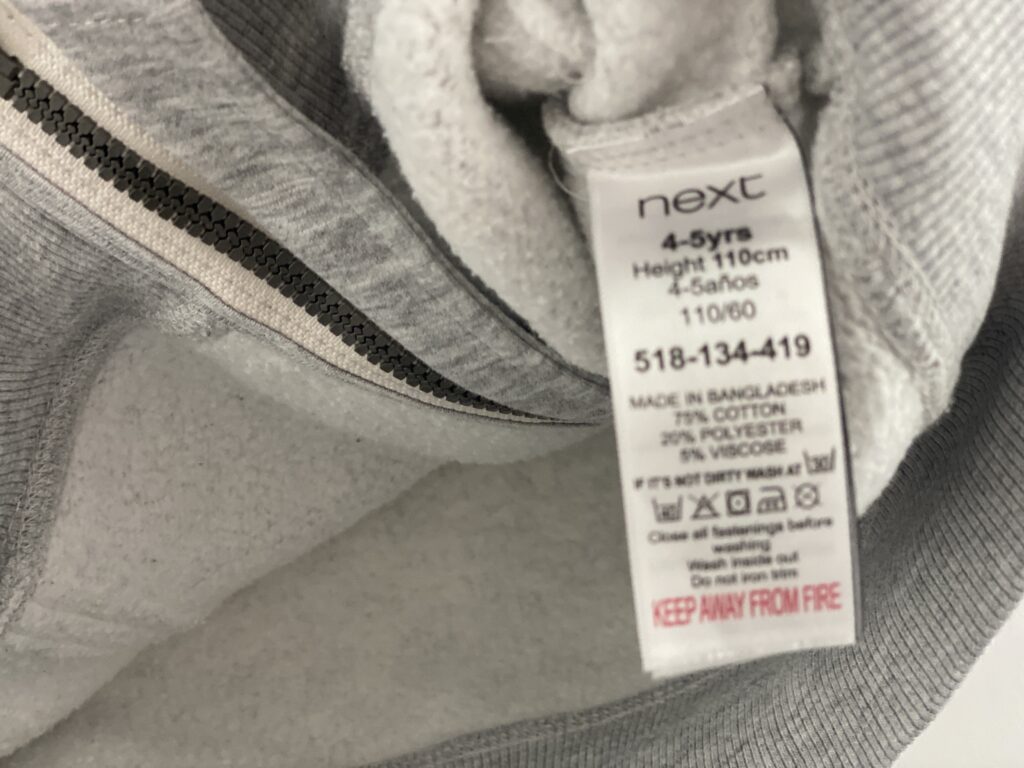 next
4-5yrs
Height 110cm
4-5años
110/60
518-134-419
MADE IN BANGLADESH
75% COTTON
20% POLYESTER
5% VISCOSE
IF IT'S NOT DIRTY WASH AT 30
40
Close all fastenings before
washing
Wash inside out
Do not iron trim
KEEP AWAY FROM FIRE